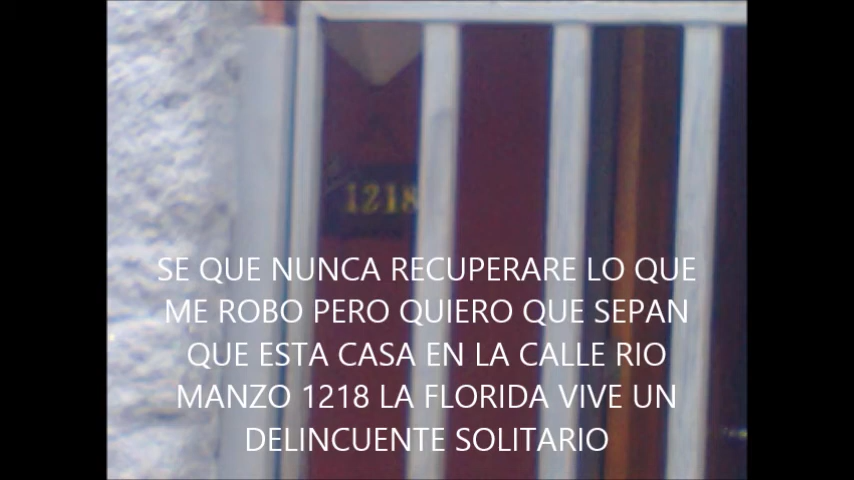 1218
SE QUE NUNCA RECUPERARE LO QUE
ME ROBO PERO QUIERO QUE SEPAN
QUE ESTA CASA EN LA CALLE RIO
MANZO 1218 LA FLORIDA VIVE UN
DELINCUENTE SOLITARIO